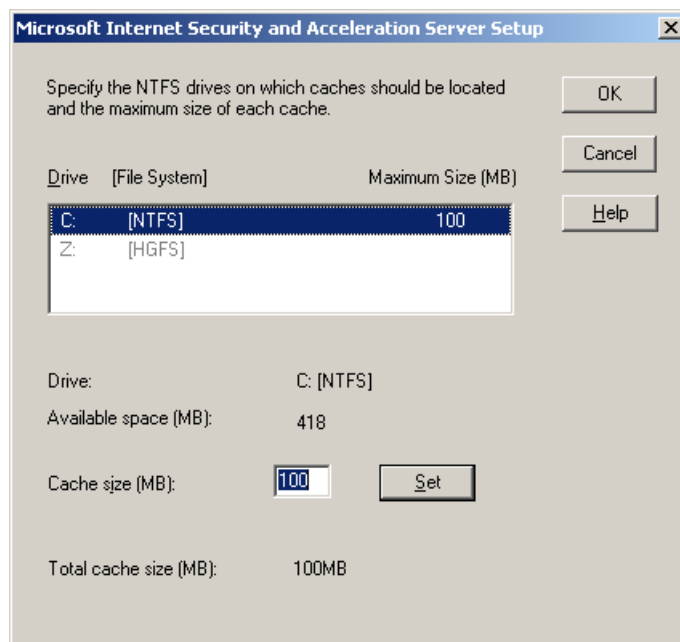 Microsoft Internet Security and Acceleration Server Setup
Specify the NTFS drives on which caches should be located
and the maximum size of each cache.
OK
Cancel
Help
Drive [File System] Maximum Size (MB)
C: [NTFS] 100
Z: [HGFS]
Drive: C: [NTFS]
Available space (MB): 418
Cache size (MB): 100 Set
Total cache size (MB): 100MB